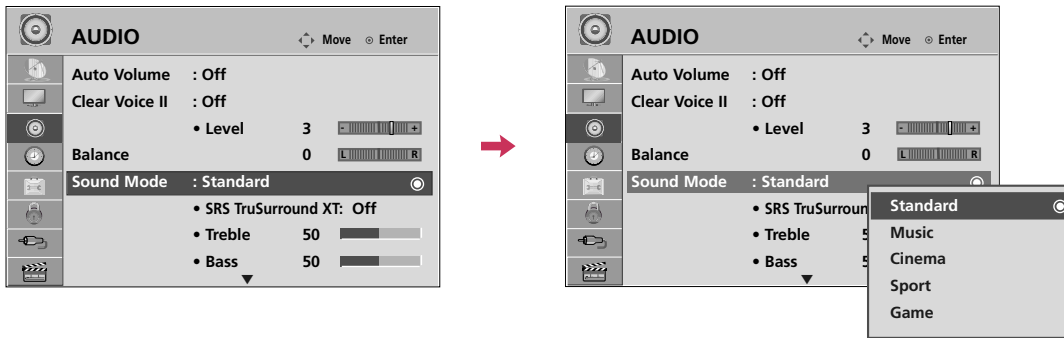 AUDIO Move Enter
Auto Volume : Off
Clear Voice II : Off
• Level 3 - +
Balance 0 L R
Sound Mode : Standard
• SRS TruSurround XT: Off
• Treble 50
• Bass 50
AUDIO Move Enter
Auto Volume : Off
Clear Voice II : Off
• Level 3 - +
Balance 0 L R
Sound Mode : Standard
• SRS TruSurroun
• Treble 5
• Bass 5
Standard
Music
Cinema
Sport
Game